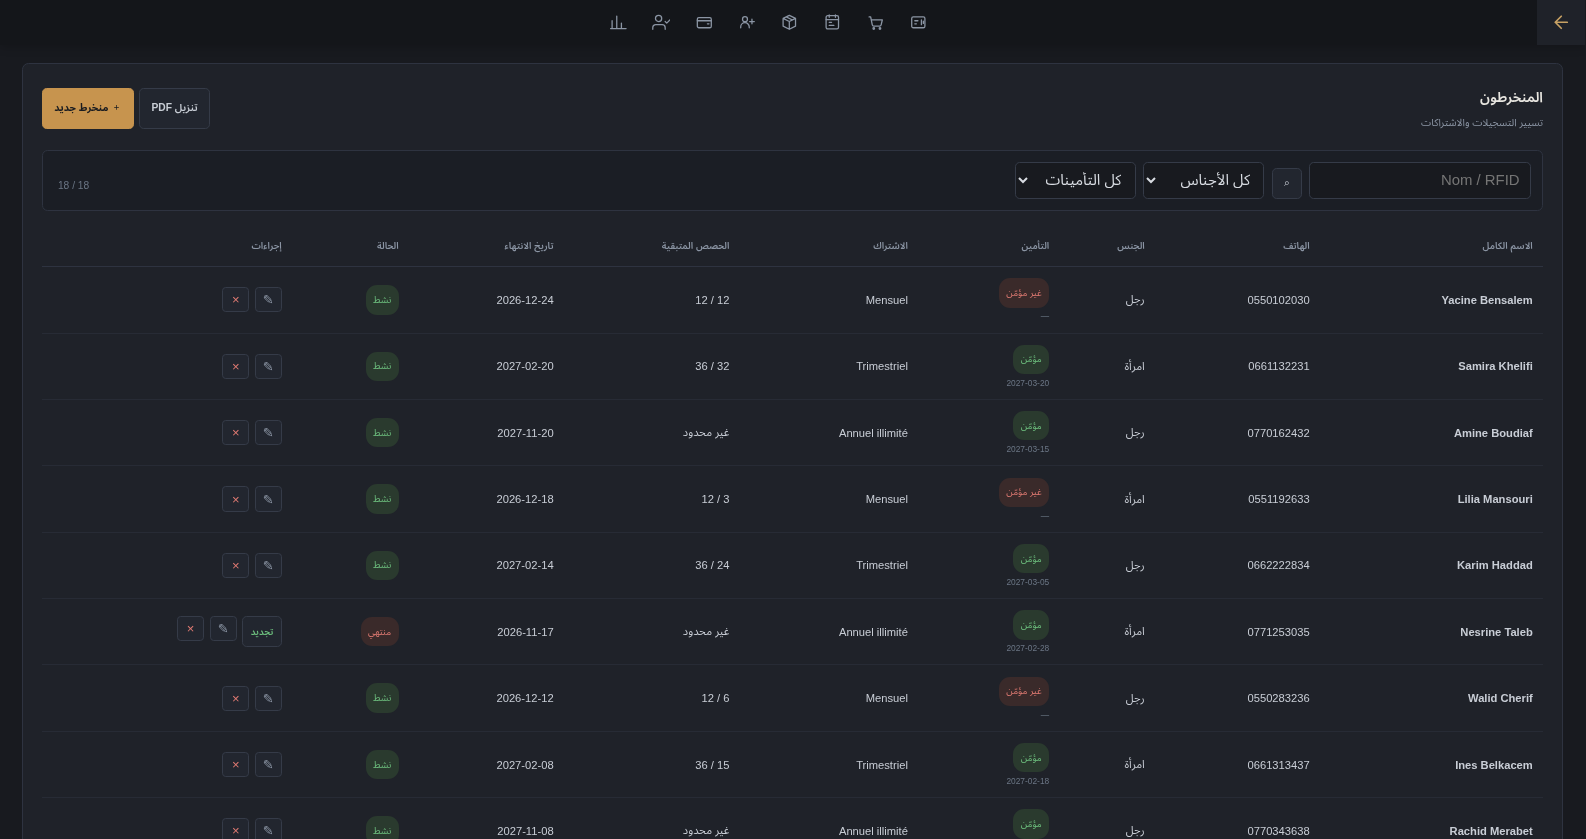 المنخرطون
تسيير التسجيلات والاشتراكات
تنزيل PDF
+ منخرط جديد
Nom / RFID
كل الأجناس
كل التأمينات
18 / 18
الاسم الكامل الهاتف الجنس التأمين الاشتراك الحصص المتبقية تاريخ الانتهاء الحالة إجراءات
Yacine Bensalem 0550102030 رجل غير مؤمّن Mensuel 12 / 12 2026-12-24 نشط ✎ ×
—
Samira Khelifi 0661132231 امرأة مؤمّن Trimestriel 36 / 32 2027-02-20 نشط ✎ ×
2027-03-20
Amine Boudiaf 0770162432 رجل مؤمّن Annuel illimité غير محدود 2027-11-20 نشط ✎ ×
2027-03-15
Lilia Mansouri 0551192633 امرأة غير مؤمّن Mensuel 12 / 3 2026-12-18 نشط ✎ ×
—
Karim Haddad 0662222834 رجل مؤمّن Trimestriel 36 / 24 2027-02-14 نشط ✎ ×
2027-03-05
Nesrine Taleb 0771253035 امرأة مؤمّن Annuel illimité غير محدود 2026-11-17 منتهي تجديد ✎ ×
2027-02-28
Walid Cherif 0550283236 رجل غير مؤمّن Mensuel 12 / 6 2026-12-12 نشط ✎ ×
—
Ines Belkacem 0661313437 امرأة مؤمّن Trimestriel 36 / 15 2027-02-08 نشط ✎ ×
2027-02-18
Rachid Merabet 0770343638 رجل مؤمّن Annuel illimité غير محدود 2027-11-08 نشط ✎ ×